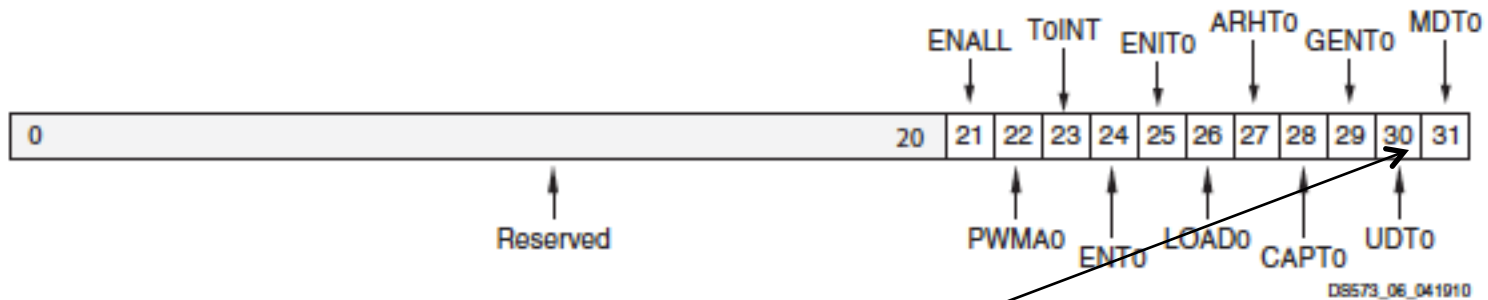 ENALL T0INT ENIT0 ARHT0 GENT0 MDT0
0 20 21 22 23 24 25 26 27 28 29 30 31
Reserved PWMA0 ENT0 LOAD0 CAPT0 UDT0
DS573_06_041910